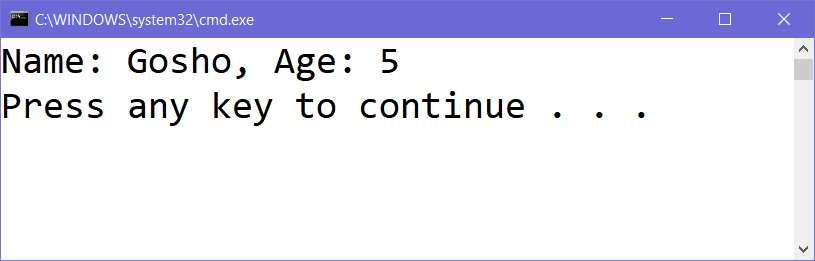 C:\WINDOWS\system32\cmd.exe
Name: Gosho, Age: 5
Press any key to continue . . .